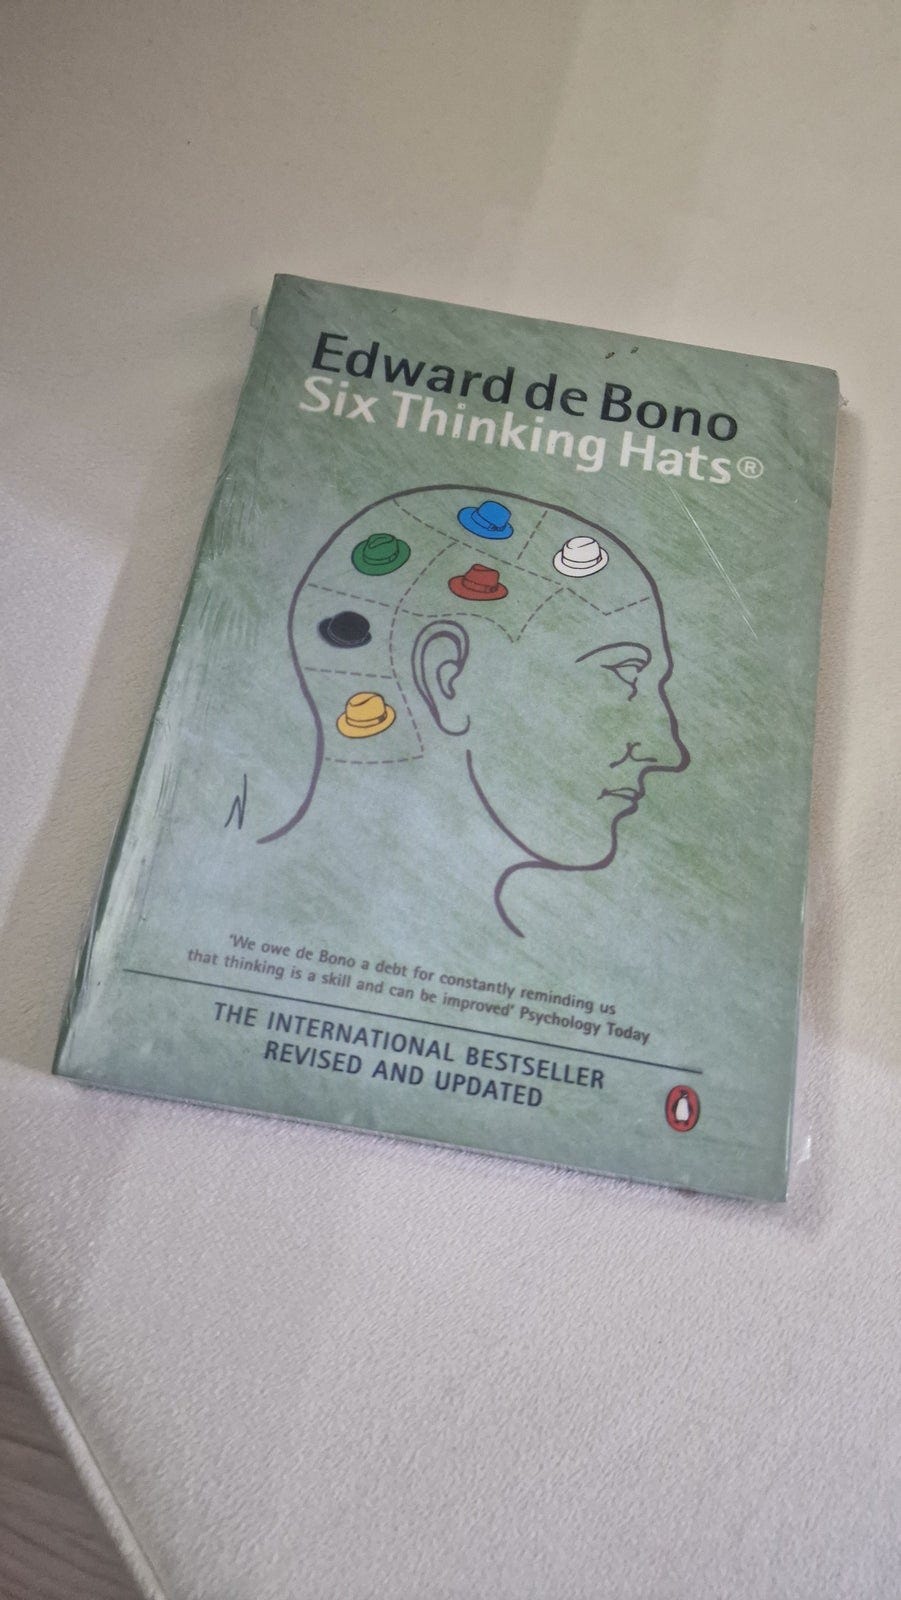 Edward de Bono
Six Thinking Hats®
'We owe de Bono a debt for constantly reminding us
that thinking is a skill and can be improved' Psychology Today
THE INTERNATIONAL BESTSELLER
REVISED AND UPDATED